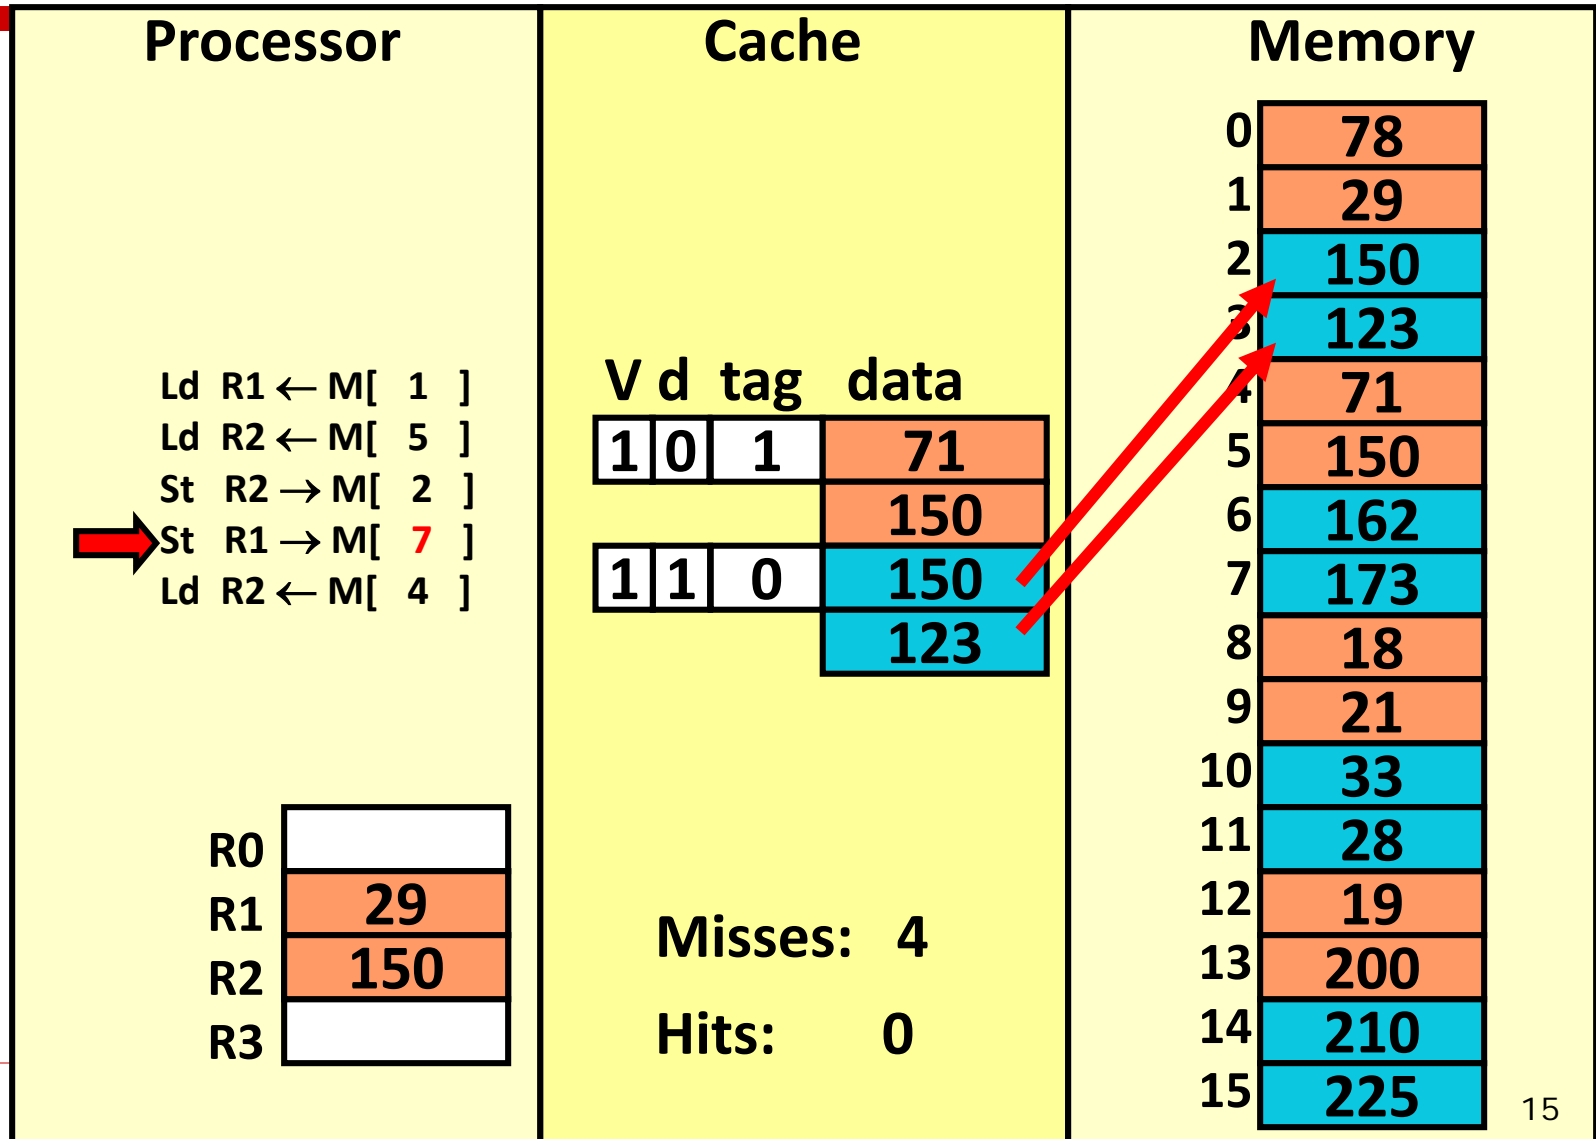 Processor
Ld R1 ← M[ 1 ]
Ld R2 ← M[ 5 ]
St R2 → M[ 2 ]
St R1 → M[ 7 ]
Ld R2 ← M[ 4 ]
R0
R1 29
R2 150
R3
Cache
V d tag data
1 0 1 71
150
1 1 0 150
123
Misses: 4
Hits: 0
Memory
0 78
1 29
2 150
3 123
4 71
5 150
6 162
7 173
8 18
9 21
10 33
11 28
12 19
13 200
14 210
15 225
15